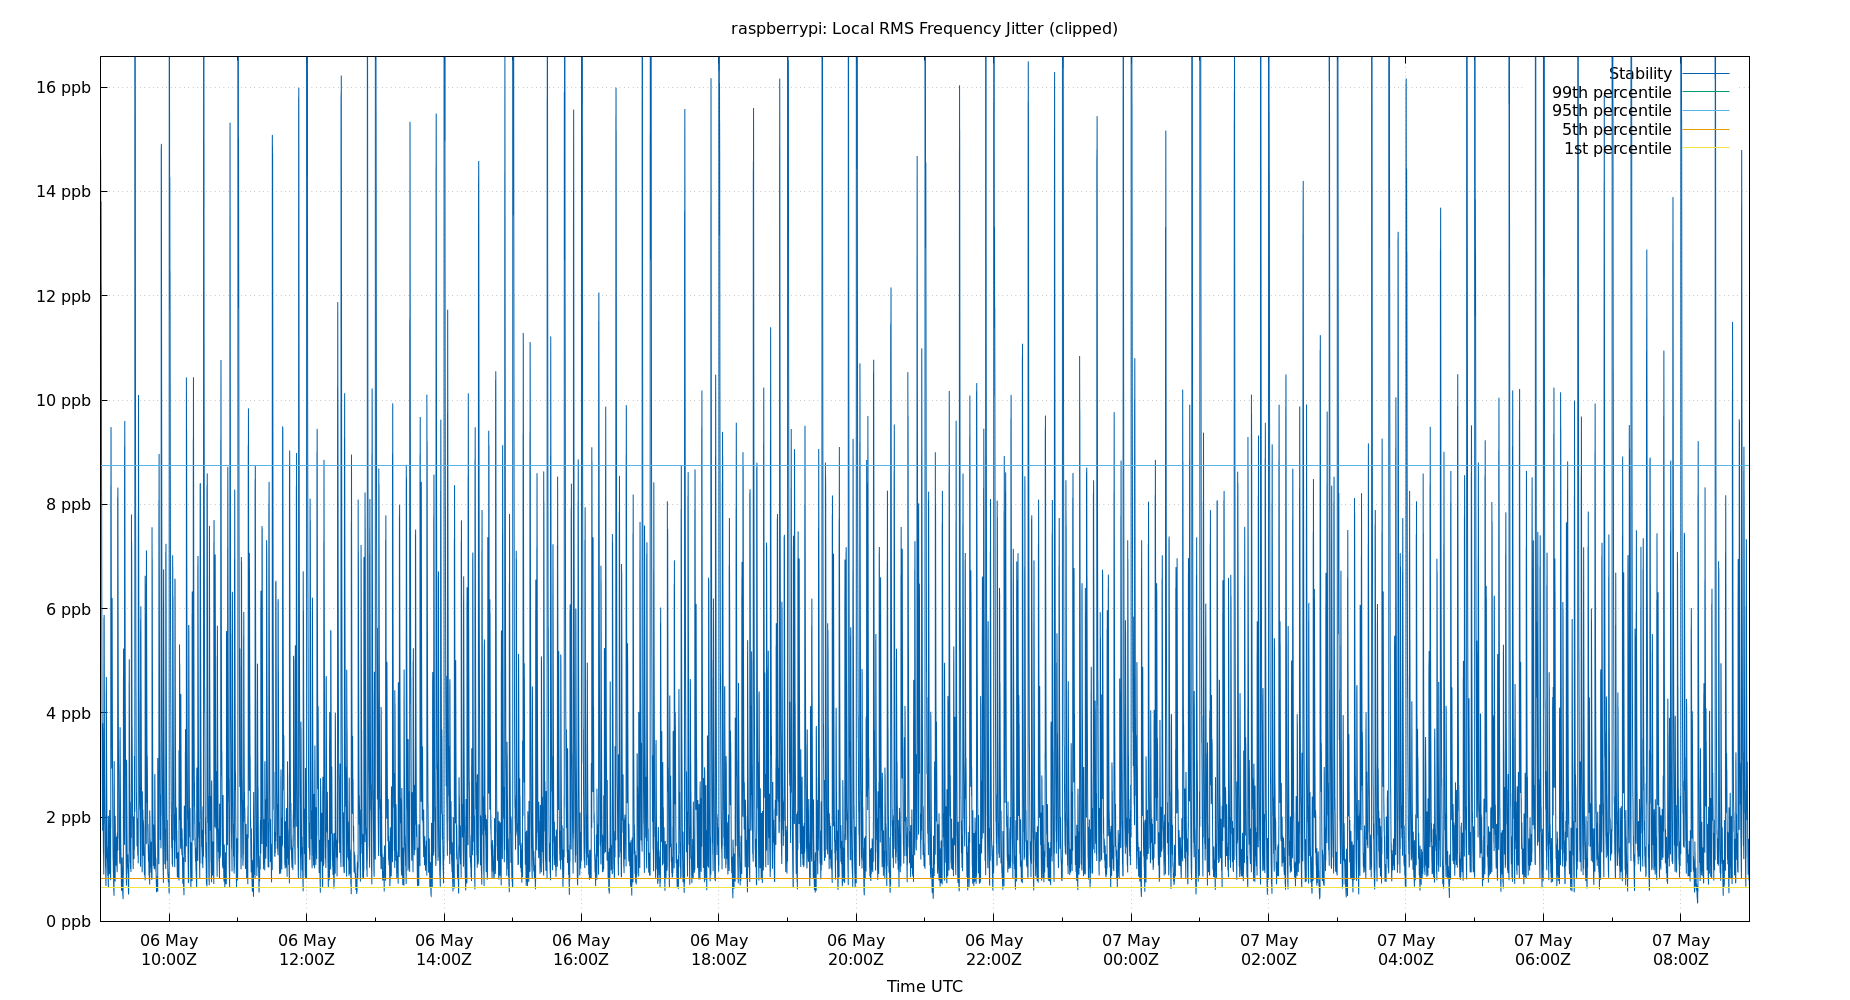 raspberrypi: Local RMS Frequency Jitter (clipped)
Stability
99th percentile
95th percentile
5th percentile
1st percentile
16 ppb
14 ppb
12 ppb
10 ppb
8 ppb
6 ppb
4 ppb
2 ppb
0 ppb
06 May 06 May 06 May 06 May 06 May 06 May 06 May 07 May 07 May 07 May 07 May 07 May
10:00Z 12:00Z 14:00Z 16:00Z 18:00Z 20:00Z 22:00Z 00:00Z 02:00Z 04:00Z 06:00Z 08:00Z
Time UTC